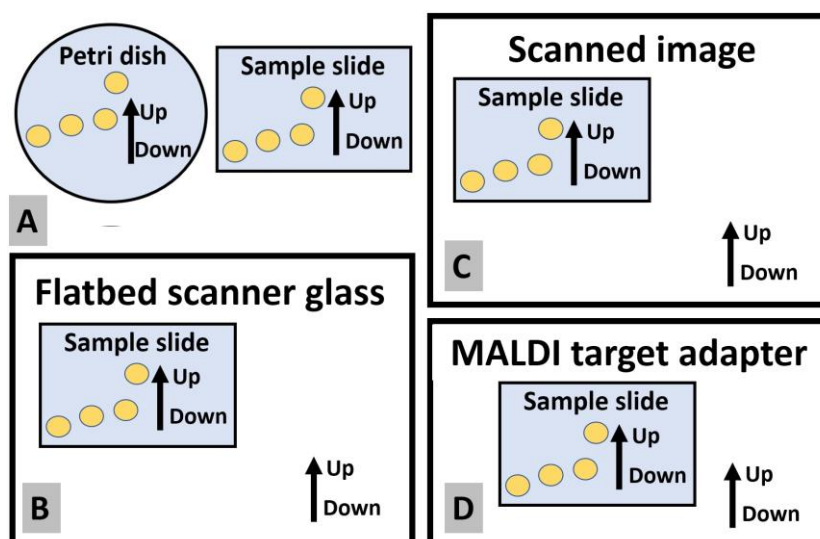 Petri dish
Up
Down
Sample slide
Up
Down
A
Flatbed scanner glass
Sample slide
Up
Down
Up
Down
B
Scanned image
Sample slide
Up
Down
Up
Down
C
MALDI target adapter
Sample slide
Up
Down
Up
Down
D